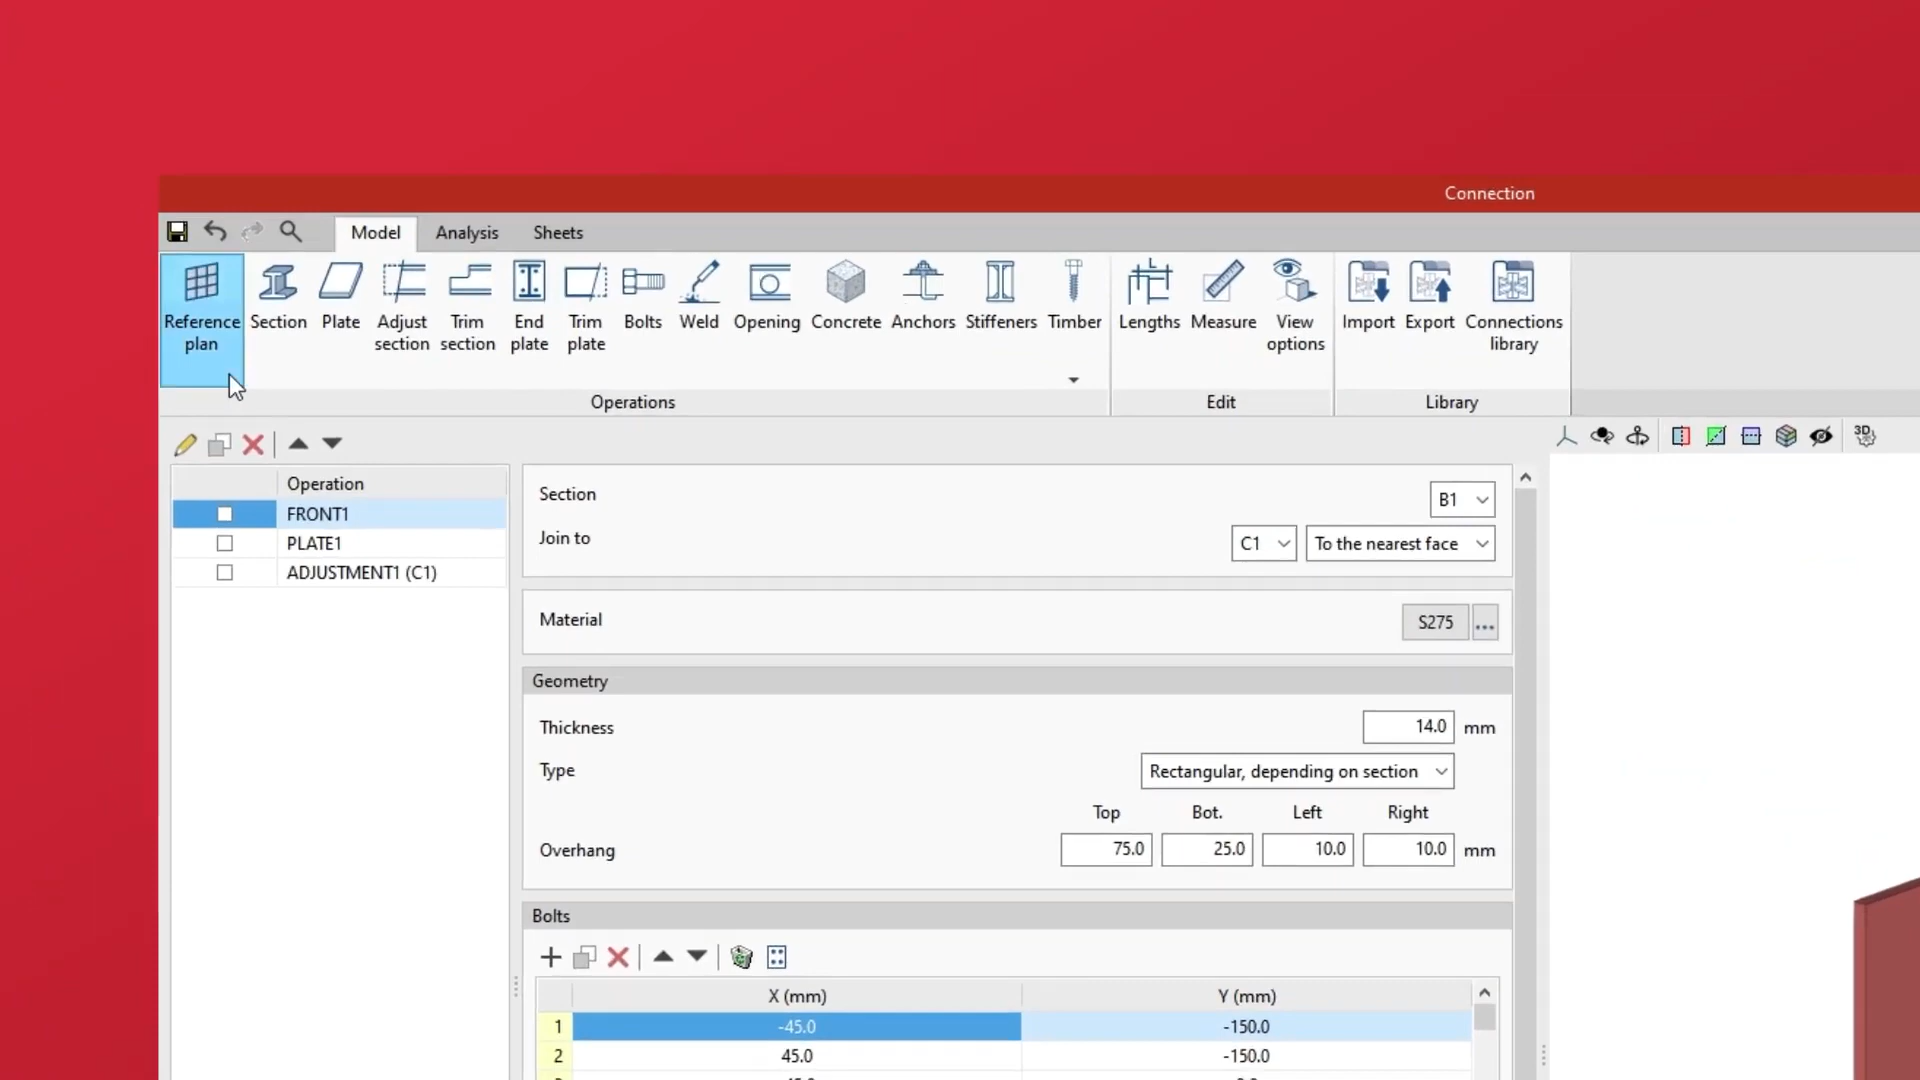 Connection
Model Analysis Sheets
Reference plan Section Plate Adjust section Trim section End plate Trim plate Bolts Weld Opening Concrete Anchors Stiffeners Timber Lengths Measure View options Import Export Connections library
Operations Edit Library
3D
Operation
FRONT1
PLATE1
ADJUSTMENT1 (C1)
Section B1
Join to C1 To the nearest face
Material S275 ...
Geometry
Thickness 14.0 mm
Type Rectangular, depending on section
Top Bot. Left Right
Overhang 75.0 25.0 10.0 10.0 mm
Bolts
X (mm) Y (mm)
1 -45.0 -150.0
2 45.0 -150.0